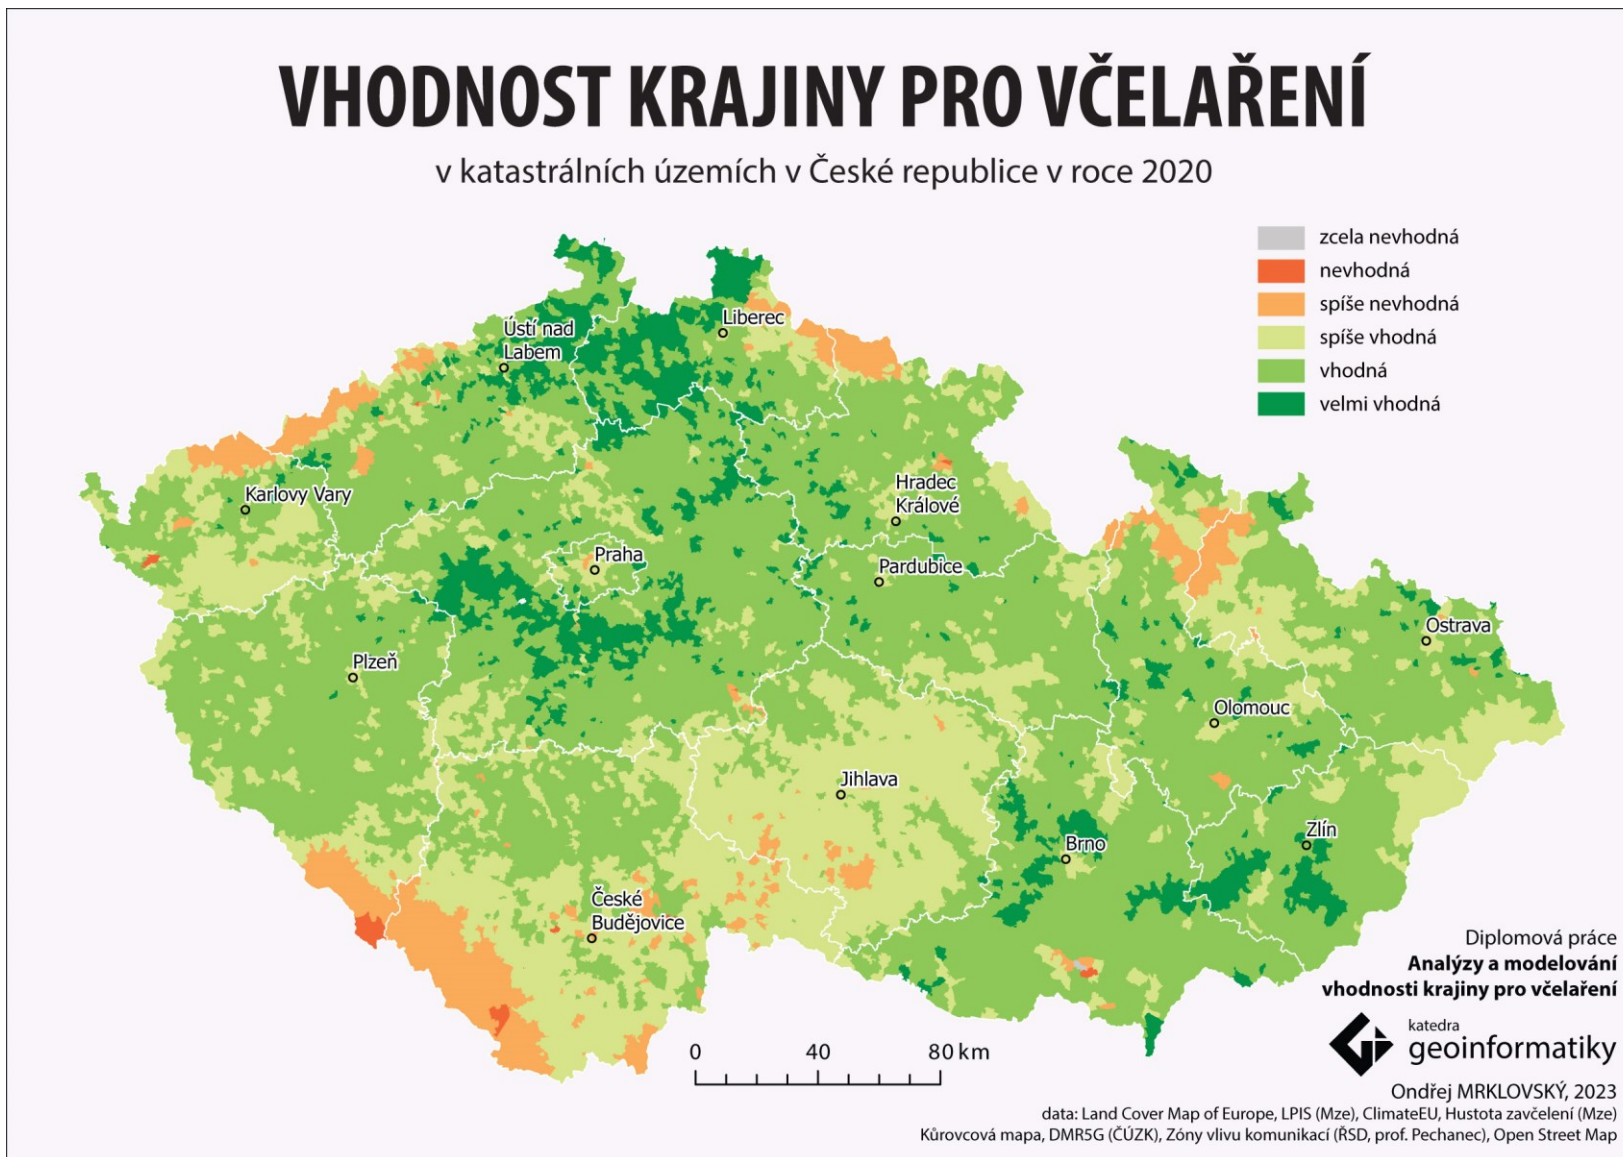 VHODNOST KRAJINY PRO VČELAŘENÍ
v katastrálních územích v České republice v roce 2020
zcela nevhodná
nevhodná
spíše nevhodná
spíše vhodná
vhodná
velmi vhodná
Ústí nad
Labem
Liberec
Karlovy Vary
Hradec
Králové
Praha
Pardubice
Ostrava
Plzeň
Olomouc
Jihlava
Brno
Zlín
České
Budějovice
0 40 80 km
Diplomová práce
Analýzy a modelování
vhodnosti krajiny pro včelaření
katedra
geoinformatiky
Ondřej MRKLOVSKÝ, 2023
data: Land Cover Map of Europe, LPIS (Mze), ClimateEU, Hustota zavčelení (Mze)
Kůrovcová mapa, DMR5G (ČÚZK), Zóny vlivu komunikací (ŘSD, prof. Pechanec), Open Street Map